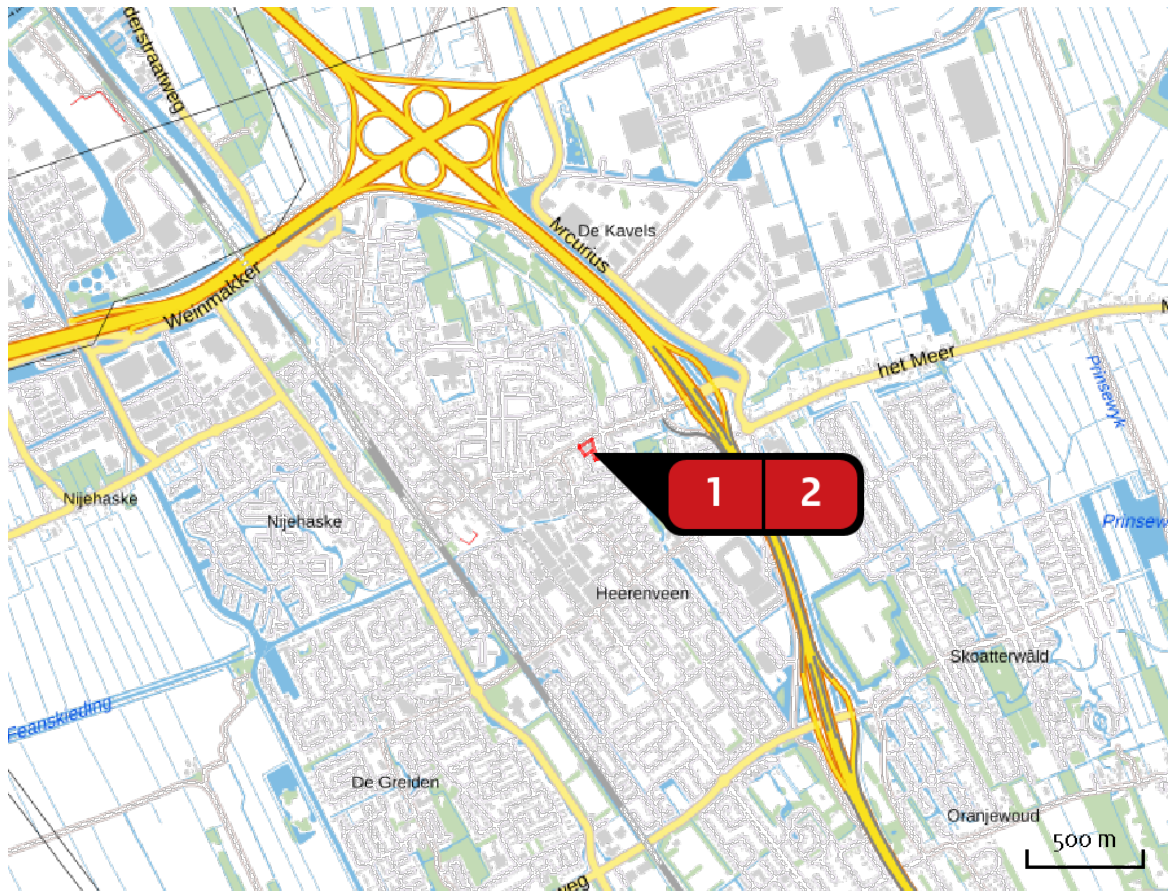 derstraatweg
De Kavels
Mrcurius
Weinmakker
het Meer
Prinsewyk
1 2
Nijehaske
Nijehaske
Prinsew
Heerenveen
Skoatterwâld
Feanskieding
De Greiden
Oranjewoud
500 m
weg